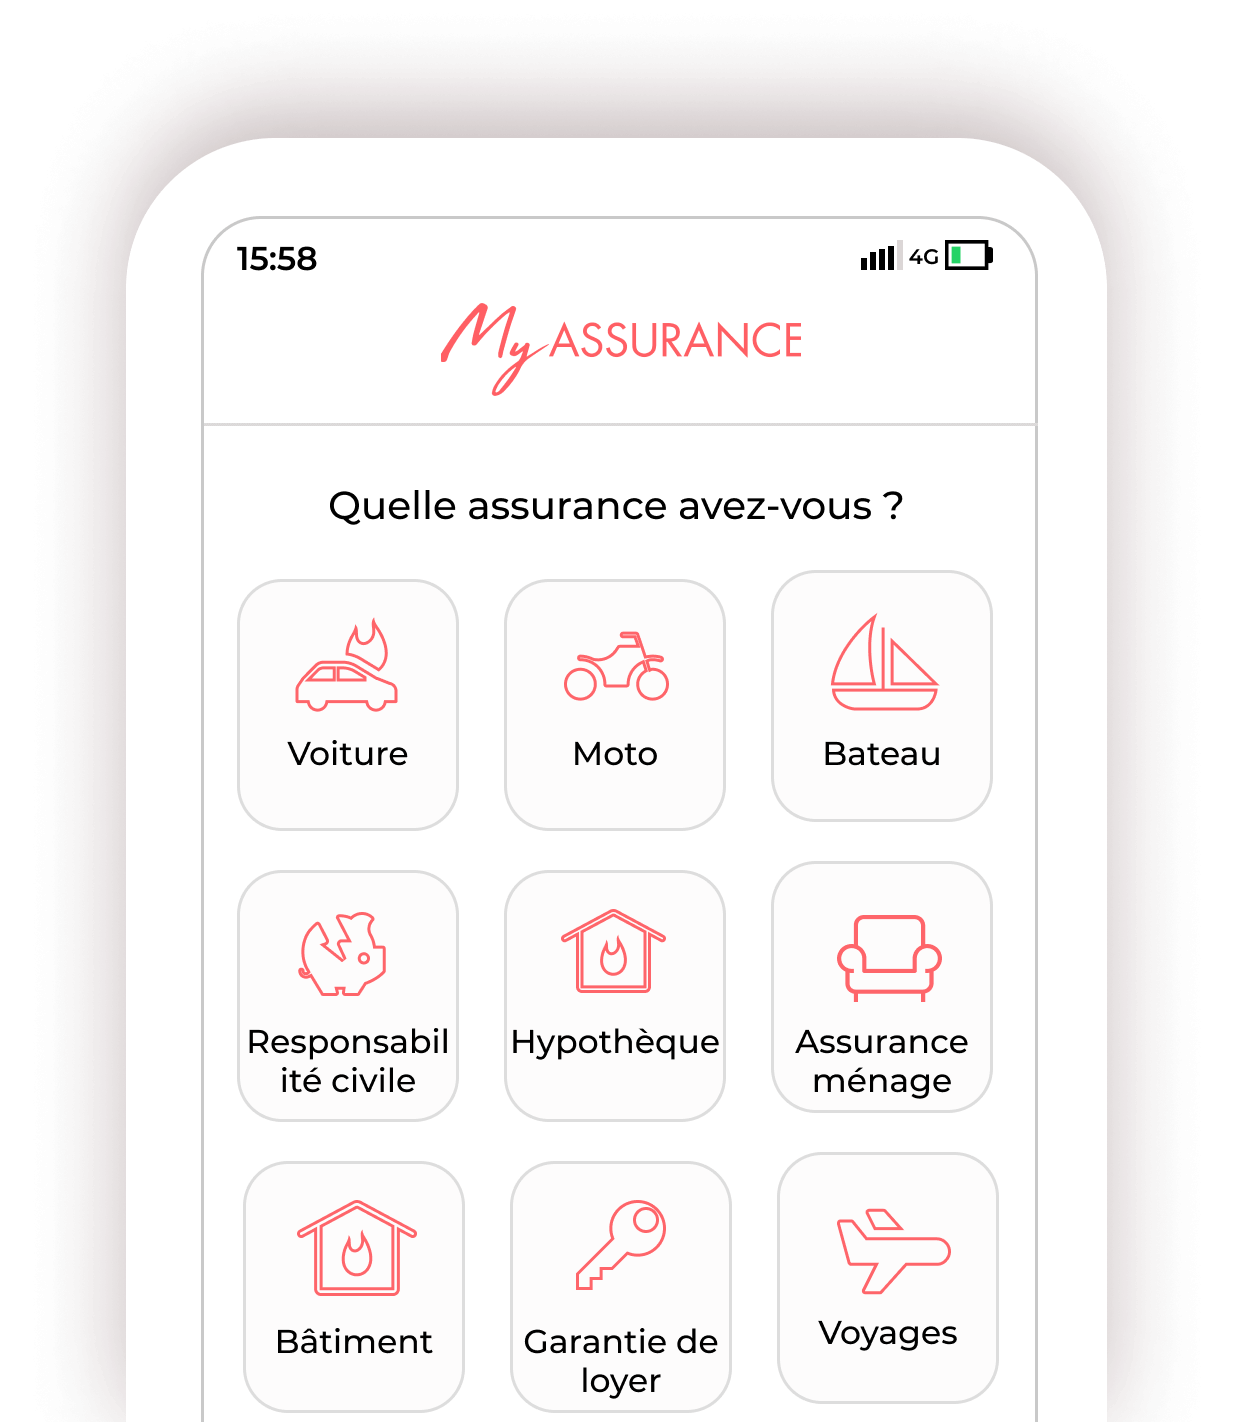 15:58 4G
My ASSURANCE
Quelle assurance avez-vous ?
Voiture Moto Bateau
Responsabil
ité civile
Hypothèque
Assurance
ménage
Bâtiment
Garantie de
loyer
Voyages